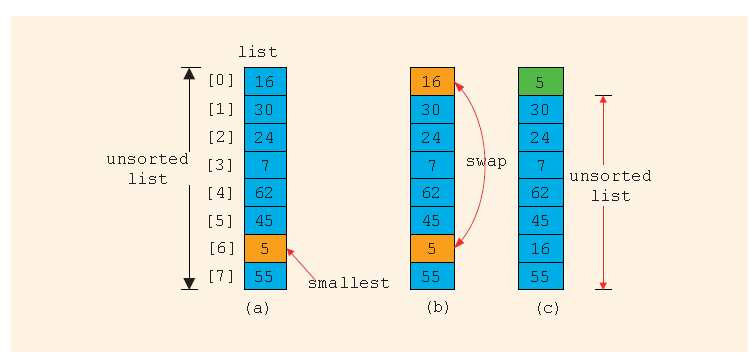 list
[0] 16 16 5
[1] 30 30 30
[2] 24 24 24
[3] 7 7 7
unsorted list
swap
unsorted list
[4] 62 62 62
[5] 45 45 45
[6] 5 5 16
[7] 55 55 55
smallest
(a) (b) (c)